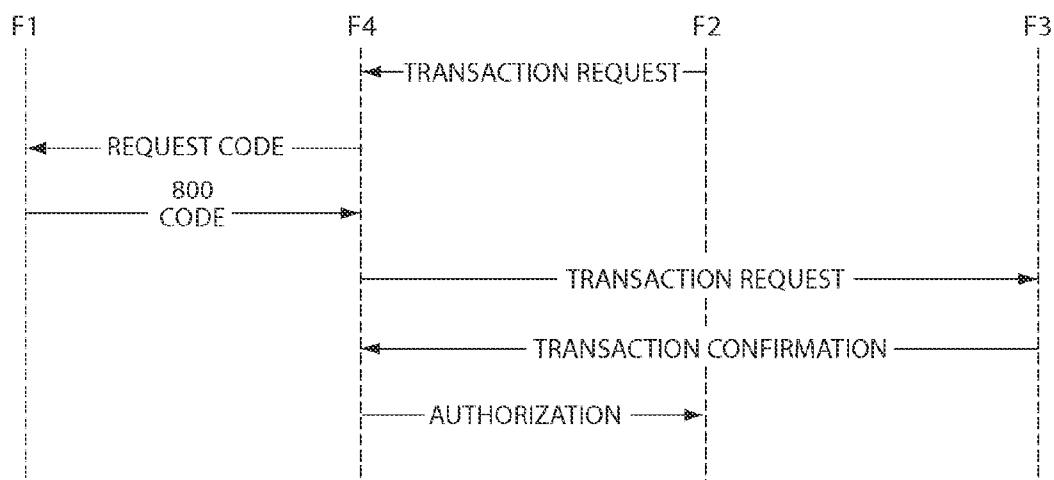 F1 F4 F2 F3
TRANSACTION REQUEST
REQUEST CODE
800
CODE
TRANSACTION REQUEST
TRANSACTION CONFIRMATION
AUTHORIZATION